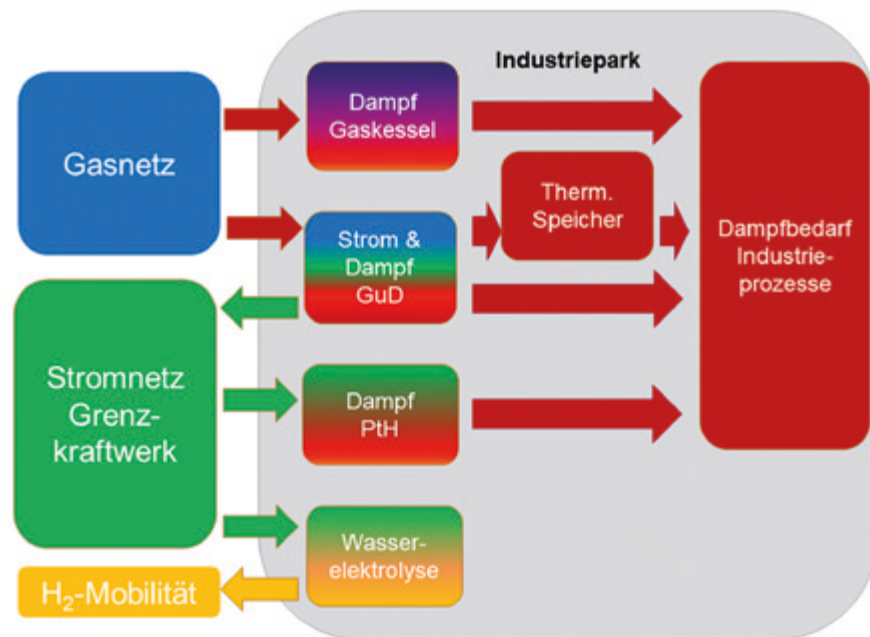 Industriepark
Gasnetz
Dampf
Gaskessel
Therm.
Speicher
Strom &
Dampf
GuD
Dampfbedarf
Industrie-
prozesse
Stromnetz
Grenz-
kraftwerk
Dampf
PtH
Wasser-
elektrolyse
H₂-Mobilität